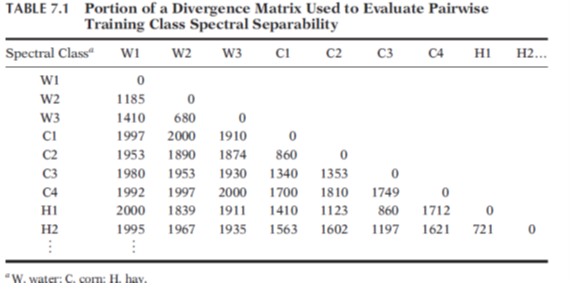 TABLE 7.1 Portion of a Divergence Matrix Used to Evaluate Pairwise
Training Class Spectral Separability
Spectral Classᵃ W1 W2 W3 C1 C2 C3 C4 H1 H2...
W1 0
W2 1185 0
W3 1410 680 0
C1 1997 2000 1910 0
C2 1953 1890 1874 860 0
C3 1980 1953 1930 1340 1353 0
C4 1992 1997 2000 1700 1810 1749 0
H1 2000 1839 1911 1410 1123 860 1712 0
H2 1995 1967 1935 1563 1602 1197 1621 721 0
⋮ ⋮
ᵃW, water; C, corn; H, hay.